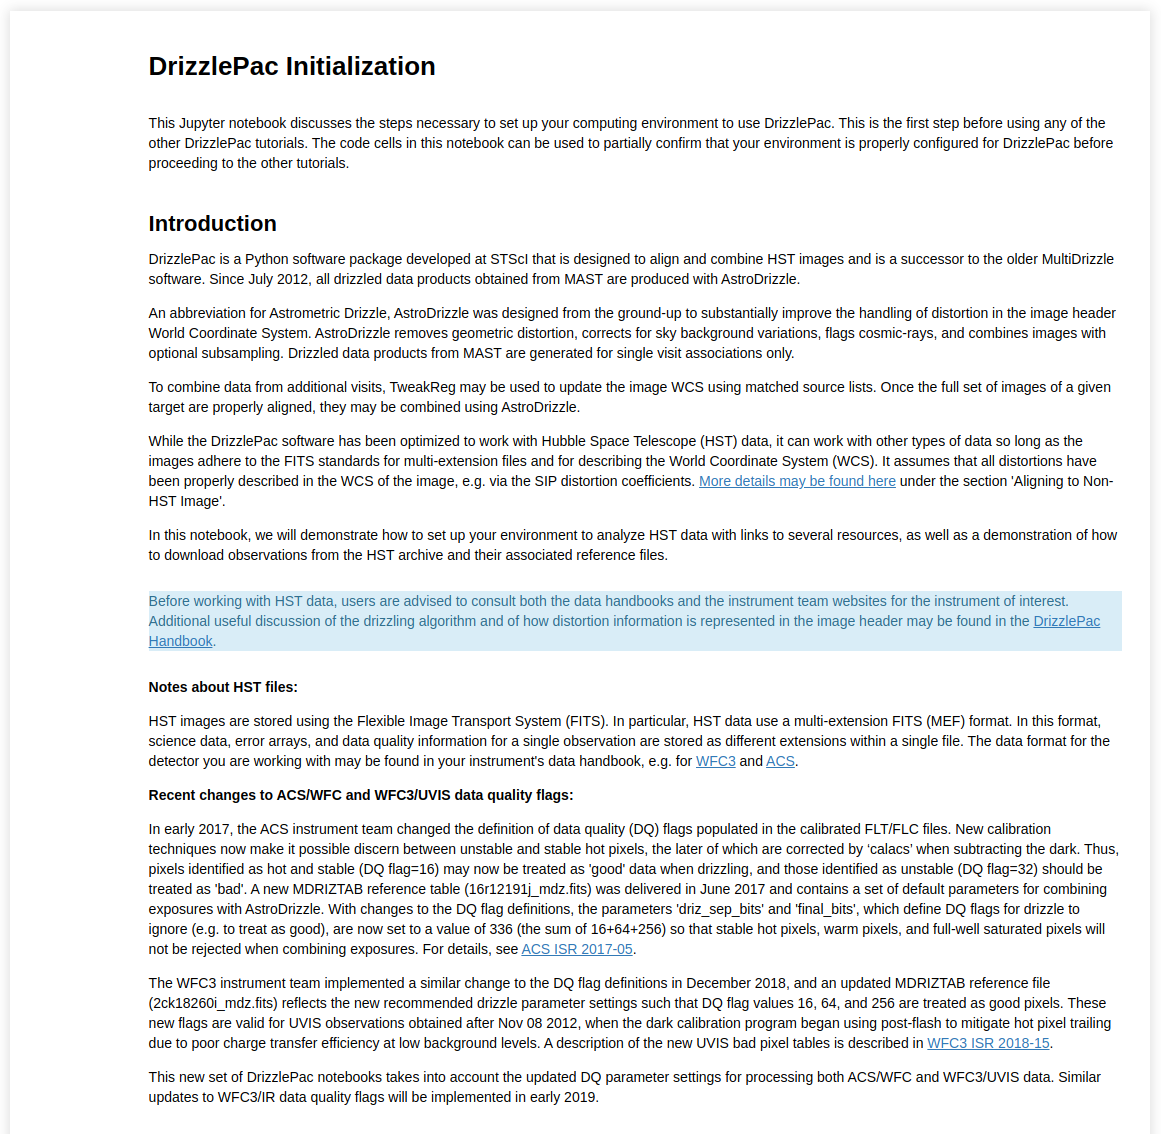 DrizzlePac Initialization
This Jupyter notebook discusses the steps necessary to set up your computing environment to use DrizzlePac. This is the first step before using any of the
other DrizzlePac tutorials. The code cells in this notebook can be used to partially confirm that your environment is properly configured for DrizzlePac before
proceeding to the other tutorials.
Introduction
DrizzlePac is a Python software package developed at STScI that is designed to align and combine HST images and is a successor to the older MultiDrizzle
software. Since July 2012, all drizzled data products obtained from MAST are produced with AstroDrizzle.
An abbreviation for Astrometric Drizzle, AstroDrizzle was designed from the ground-up to substantially improve the handling of distortion in the image header
World Coordinate System. AstroDrizzle removes geometric distortion, corrects for sky background variations, flags cosmic-rays, and combines images with
optional subsampling. Drizzled data products from MAST are generated for single visit associations only.
To combine data from additional visits, TweakReg may be used to update the image WCS using matched source lists. Once the full set of images of a given
target are properly aligned, they may be combined using AstroDrizzle.
While the DrizzlePac software has been optimized to work with Hubble Space Telescope (HST) data, it can work with other types of data so long as the
images adhere to the FITS standards for multi-extension files and for describing the World Coordinate System (WCS). It assumes that all distortions have
been properly described in the WCS of the image, e.g. via the SIP distortion coefficients. More details may be found here under the section 'Aligning to Non-
HST Image'.
In this notebook, we will demonstrate how to set up your environment to analyze HST data with links to several resources, as well as a demonstration of how
to download observations from the HST archive and their associated reference files.
Before working with HST data, users are advised to consult both the data handbooks and the instrument team websites for the instrument of interest.
Additional useful discussion of the drizzling algorithm and of how distortion information is represented in the image header may be found in the DrizzlePac
Handbook.
Notes about HST files:
HST images are stored using the Flexible Image Transport System (FITS). In particular, HST data use a multi-extension FITS (MEF) format. In this format,
science data, error arrays, and data quality information for a single observation are stored as different extensions within a single file. The data format for the
detector you are working with may be found in your instrument's data handbook, e.g. for WFC3 and ACS.
Recent changes to ACS/WFC and WFC3/UVIS data quality flags:
In early 2017, the ACS instrument team changed the definition of data quality (DQ) flags populated in the calibrated FLT/FLC files. New calibration
techniques now make it possible discern between unstable and stable hot pixels, the later of which are corrected by ‘calacs’ when subtracting the dark. Thus,
pixels identified as hot and stable (DQ flag=16) may now be treated as 'good' data when drizzling, and those identified as unstable (DQ flag=32) should be
treated as 'bad'. A new MDRIZTAB reference table (16r12191j_mdz.fits) was delivered in June 2017 and contains a set of default parameters for combining
exposures with AstroDrizzle. With changes to the DQ flag definitions, the parameters 'driz_sep_bits' and 'final_bits', which define DQ flags for drizzle to
ignore (e.g. to treat as good), are now set to a value of 336 (the sum of 16+64+256) so that stable hot pixels, warm pixels, and full-well saturated pixels will
not be rejected when combining exposures. For details, see ACS ISR 2017-05.
The WFC3 instrument team implemented a similar change to the DQ flag definitions in December 2018, and an updated MDRIZTAB reference file
(2ck18260i_mdz.fits) reflects the new recommended drizzle parameter settings such that DQ flag values 16, 64, and 256 are treated as good pixels. These
new flags are valid for UVIS observations obtained after Nov 08 2012, when the dark calibration program began using post-flash to mitigate hot pixel trailing
due to poor charge transfer efficiency at low background levels. A description of the new UVIS bad pixel tables is described in WFC3 ISR 2018-15.
This new set of DrizzlePac notebooks takes into account the updated DQ parameter settings for processing both ACS/WFC and WFC3/UVIS data. Similar
updates to WFC3/IR data quality flags will be implemented in early 2019.